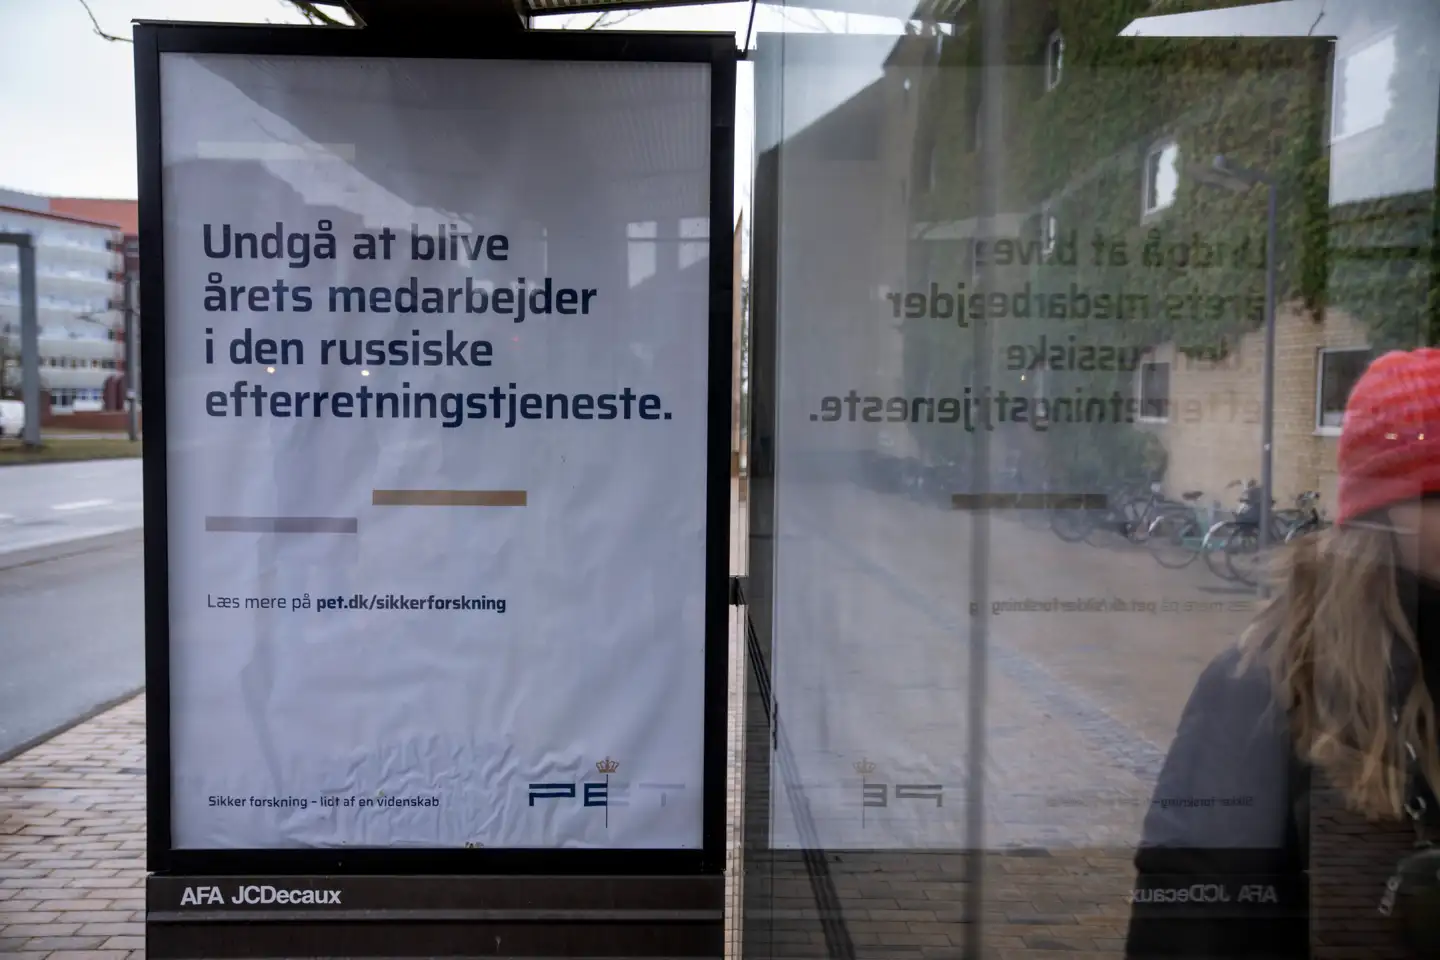 Undgå at blive
årets medarbejder
i den russiske
efterretningstjeneste.
Læs mere på pet.dk/sikkerforskning
Sikker forskning – lidt af en videnskab
PET
AFA JCDecaux